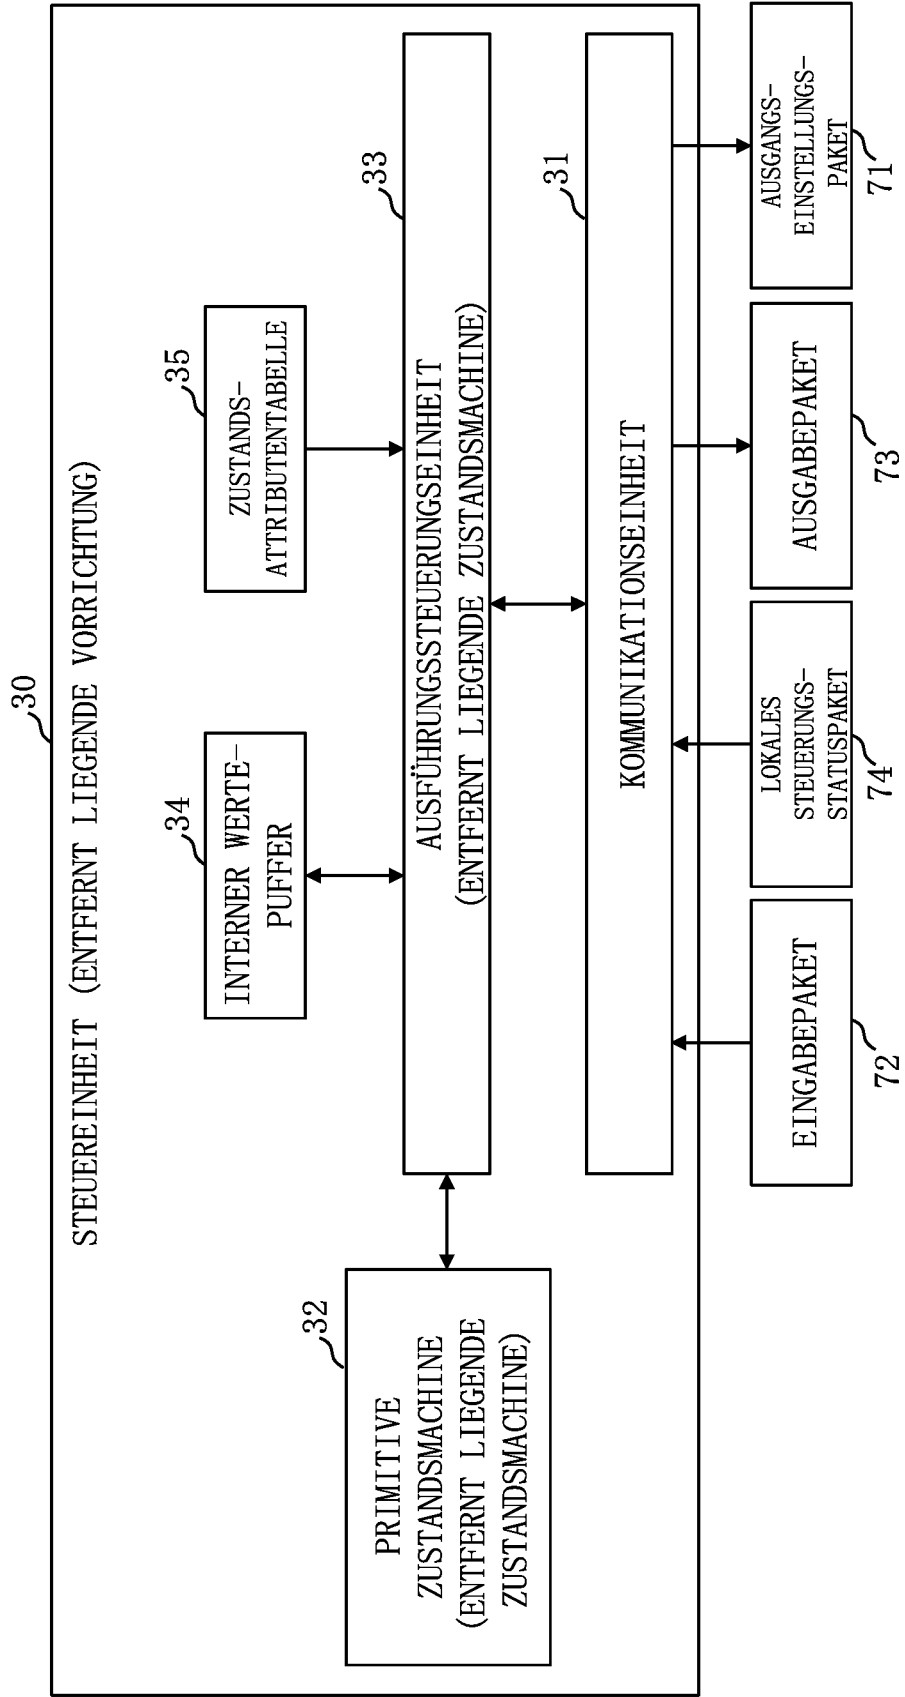 30
STEUEREINHEIT (ENTFERNT LIEGENDE VORRICHTUNG)
34
INTERNER WERTE-
PUFFER
35
ZUSTANDS-
ATTRIBUTENTABELLE
32
PRIMITIVE
ZUSTANDSMACHINE
(ENTFERNT LIEGENDE
ZUSTANDSMACHINE)
33
AUSFÜHRUNGSSTEUERUNGSEINHEIT
(ENTFERNT LIEGENDE ZUSTANDSMACHINE)
31
KOMMUNIKATIONSEINHEIT
EINGABEPAKET
72
LOKALES
STEUERUNGS-
STATUSPAKET
74
AUSGABEPAKET
73
AUSGANGS-
EINSTELLUNGS-
PAKET
71